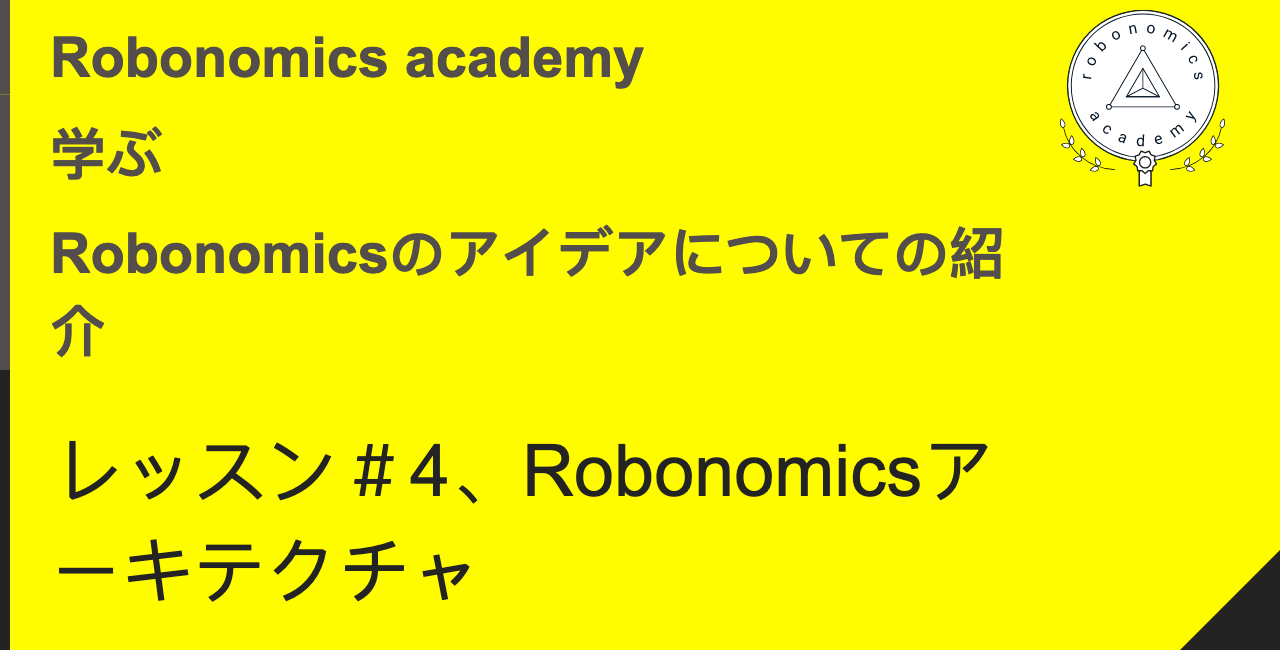 Robonomics academy
学ぶ
Robonomicsのアイデアについての紹
介
レッスン＃4、Robonomicsア
ーキテクチャ
robonomics
academy